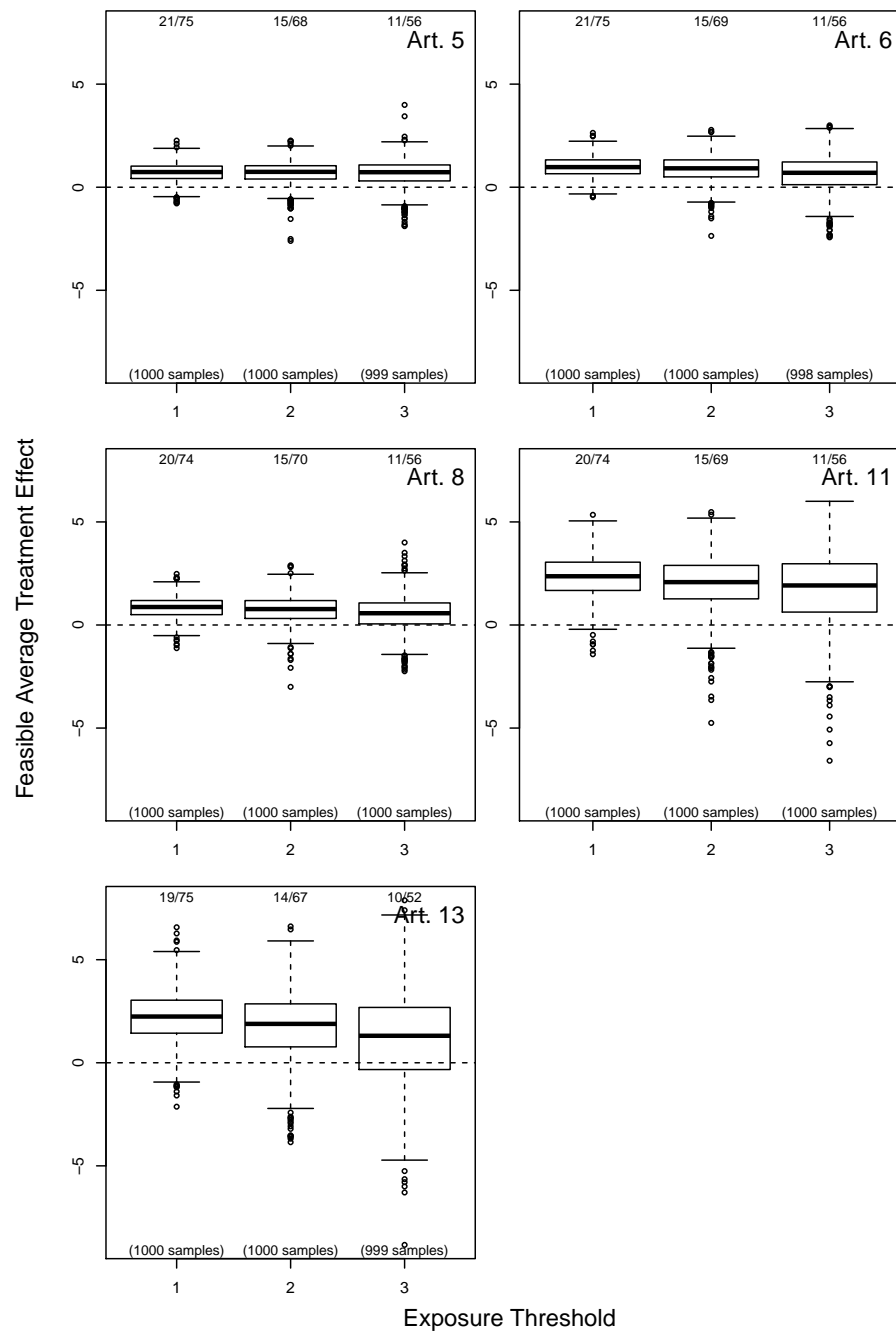 21/75 15/68 11/56
Art. 5
5
0
−5
(1000 samples) (1000 samples) (999 samples)
1 2 3
21/75 15/69 11/56
Art. 6
5
0
−5
(1000 samples) (1000 samples) (998 samples)
1 2 3
20/74 15/70 11/56
Art. 8
5
0
−5
(1000 samples) (1000 samples) (1000 samples)
1 2 3
20/74 15/69 11/56
Art. 11
5
0
−5
(1000 samples) (1000 samples) (1000 samples)
1 2 3
19/75 14/67 10/52
Art. 13
5
0
−5
(1000 samples) (1000 samples) (999 samples)
1 2 3
Feasible Average Treatment Effect
Exposure Threshold